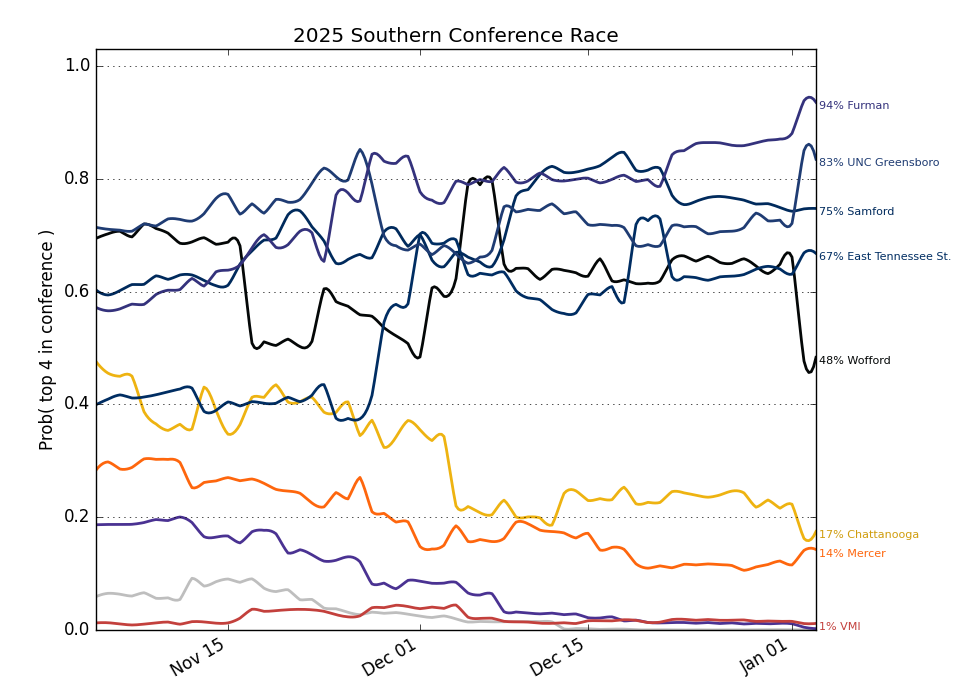 2025 Southern Conference Race
Prob( top 4 in conference )
1.0
0.8
0.6
0.4
0.2
0.0
Nov 15
Dec 01
Dec 15
Jan 01
94% Furman
83% UNC Greensboro
75% Samford
67% East Tennessee St.
48% Wofford
17% Chattanooga
14% Mercer
1% VMI